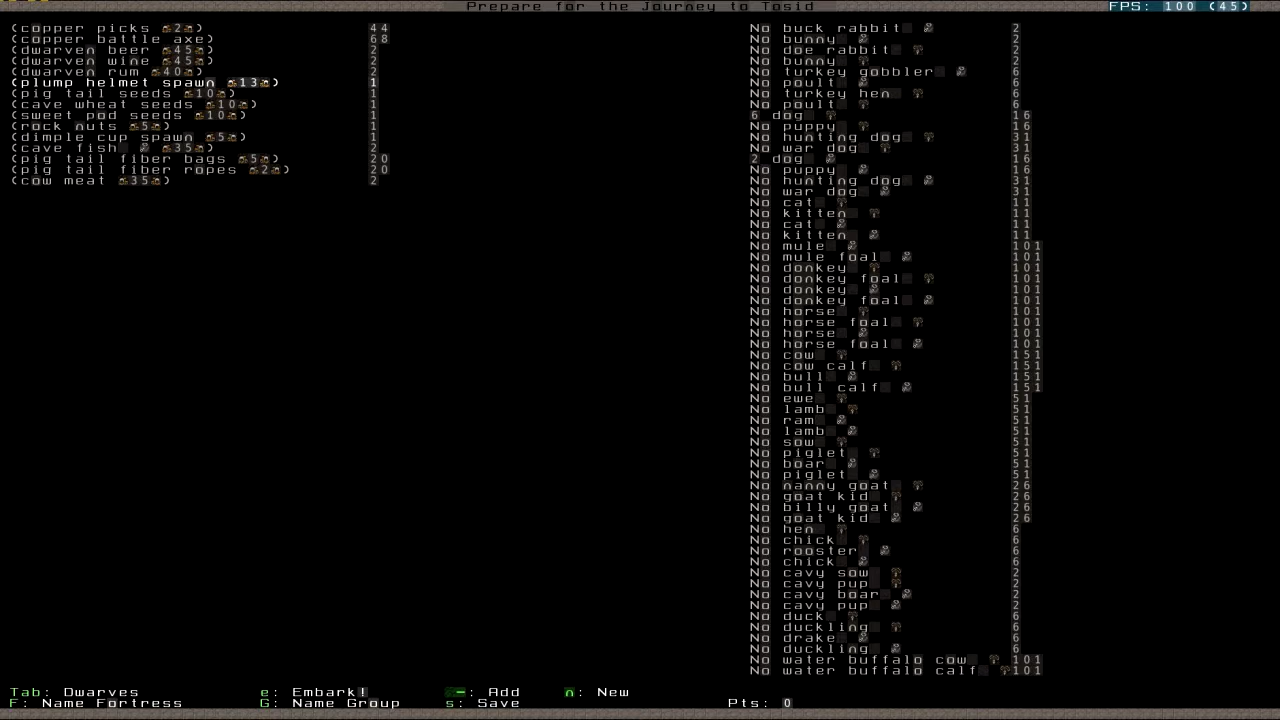 Prepare for the Journey to Tosid
FPS: 100 (45)
(copper picks [2]) 44
(copper battle axe) 68
(dwarven beer [45]) 2
(dwarven wine [45]) 2
(dwarven rum [40]) 2
(plump helmet spawn [13]) 1
(pig tail seeds [10]) 1
(cave wheat seeds [10]) 1
(sweet pod seeds [10]) 1
(rock nuts [5]) 1
(dimple cup spawn [5]) 1
(cave fish ♂ [35]) 2
(pig tail fiber bags [5]) 20
(pig tail fiber ropes [2]) 20
(cow meat [35]) 2
No buck rabbit 2
No bunny 2
No doe rabbit 2
No bunny 2
No turkey gobbler 6
No poult 6
No turkey hen 6
No poult 6
6 dog 16
No puppy 16
No hunting dog 31
No war dog 31
2 dog 16
No puppy 16
No hunting dog 31
No war dog 31
No cat 11
No kitten 11
No cat 11
No kitten 11
No mule 101
No mule foal 101
No donkey 101
No donkey foal 101
No donkey 101
No donkey foal 101
No horse 101
No horse foal 101
No horse 101
No horse foal 101
No cow 151
No cow calf 151
No bull 151
No bull calf 151
No ewe 51
No lamb 51
No ram 51
No lamb 51
No sow 51
No piglet 51
No boar 51
No piglet 51
No nanny goat 26
No goat kid 26
No billy goat 26
No goat kid 26
No hen 6
No chick 6
No rooster 6
No chick 6
No cavy sow 2
No cavy pup 2
No cavy boar 2
No cavy pup 2
No duck 6
No duckling 6
No drake 6
No duckling 6
No water buffalo cow 101
No water buffalo calf 101
Tab: Dwarves e: Embark! -: Add n: New
F: Name Fortress G: Name Group s: Save Pts: 0